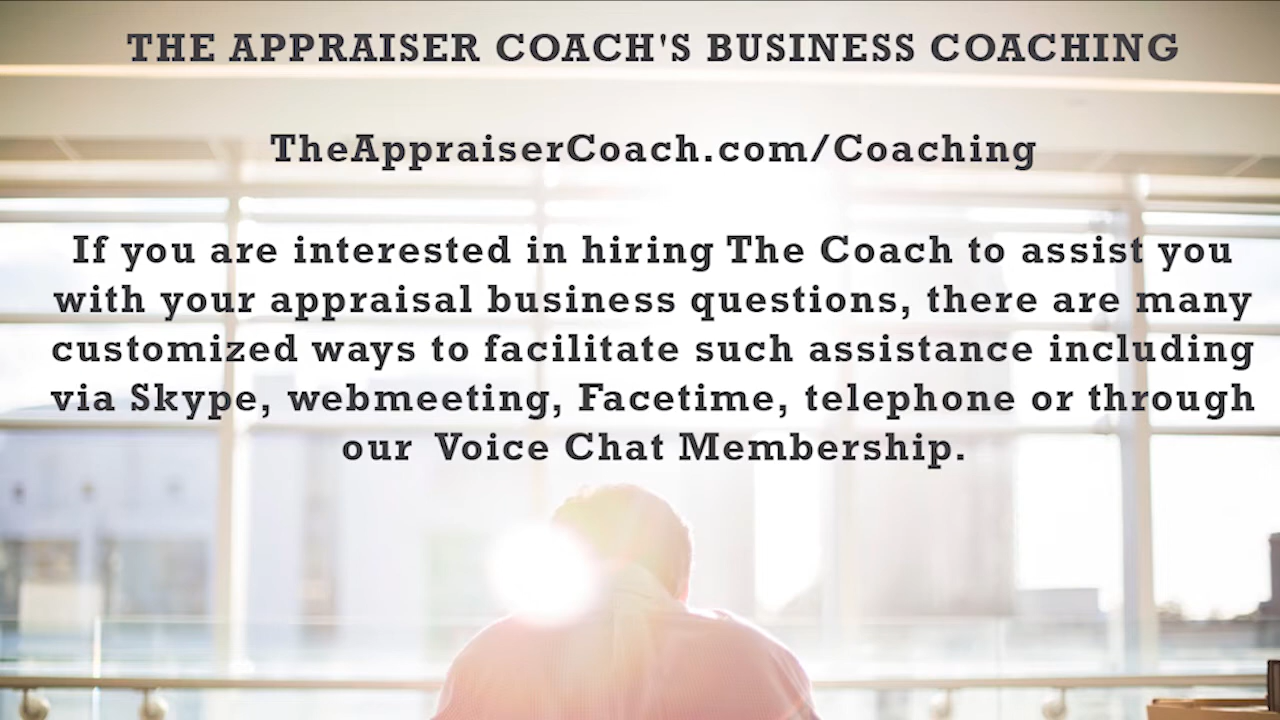 THE APPRAISER COACH'S BUSINESS COACHING
TheAppraiserCoach.com/Coaching
If you are interested in hiring The Coach to assist you
with your appraisal business questions, there are many
customized ways to facilitate such assistance including
via Skype, webmeeting, Facetime, telephone or through
our  Voice Chat Membership.